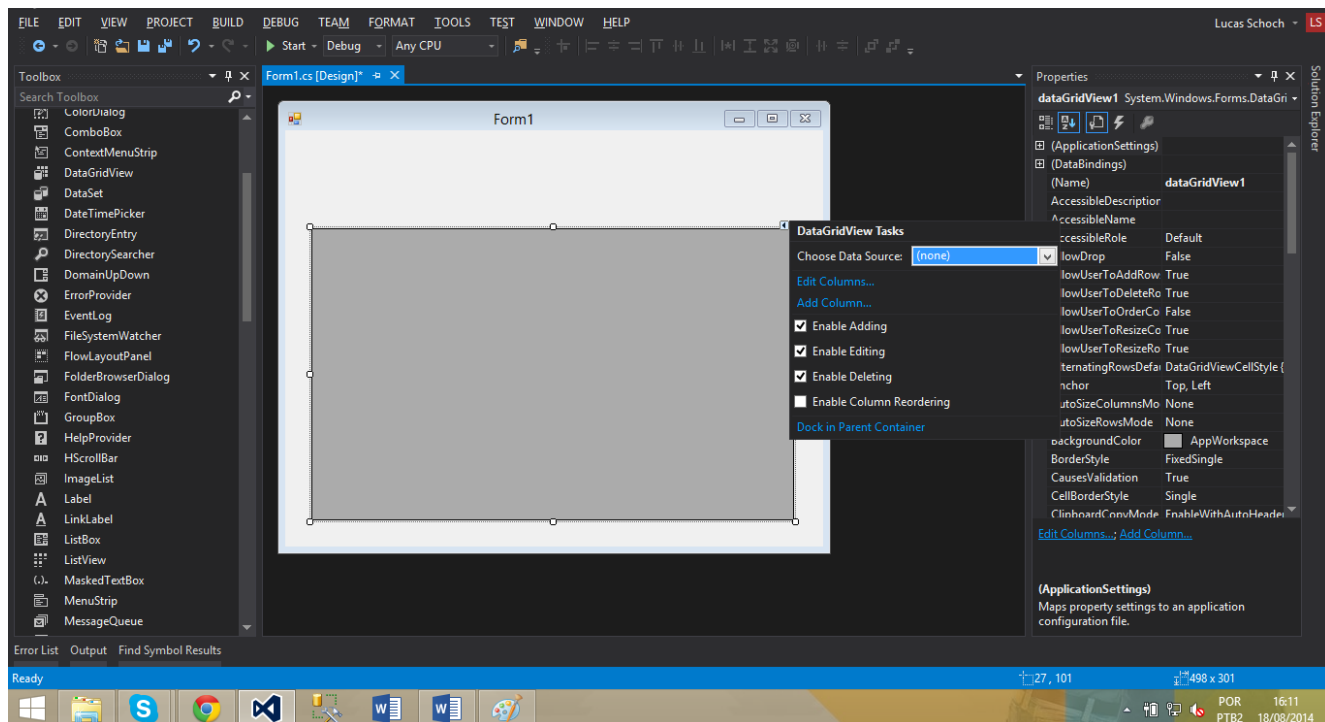 FILE EDIT VIEW PROJECT BUILD DEBUG TEAM FORMAT TOOLS TEST WINDOW HELP
Lucas Schoch LS
Start Debug Any CPU
Toolbox
Search Toolbox
ColorDialog
ComboBox
ContextMenuStrip
DataGridView
DataSet
DateTimePicker
DirectoryEntry
DirectorySearcher
DomainUpDown
ErrorProvider
EventLog
FileSystemWatcher
FlowLayoutPanel
FolderBrowserDialog
FontDialog
GroupBox
HelpProvider
HScrollBar
ImageList
Label
LinkLabel
ListBox
ListView
MaskedTextBox
MenuStrip
MessageQueue
Form1.cs [Design]*
Form1
DataGridView Tasks
Choose Data Source: (none)
Edit Columns...
Add Column...
Enable Adding
Enable Editing
Enable Deleting
Enable Column Reordering
Dock in Parent Container
Properties
dataGridView1 System.Windows.Forms.DataGri
(ApplicationSettings)
(DataBindings)
(Name) dataGridView1
AccessibleDescription
AccessibleName
ccessibleRole Default
llowDrop False
llowUserToAddRow True
llowUserToDeleteRo True
llowUserToOrderCo False
llowUserToResizeCo True
llowUserToResizeRo True
lternatingRowsDefau DataGridViewCellStyle {
nchor Top, Left
utoSizeColumnsMo None
utoSizeRowsMode None
BackgroundColor AppWorkspace
BorderStyle FixedSingle
CausesValidation True
CellBorderStyle Single
ClipboardCopyMode EnableWithAutoHeader
Edit Columns...; Add Column...
(ApplicationSettings)
Maps property settings to an application
configuration file.
Solution Explorer
Error List Output Find Symbol Results
Ready
27 , 101
498 x 301
POR
PTB2
16:11
18/08/2014